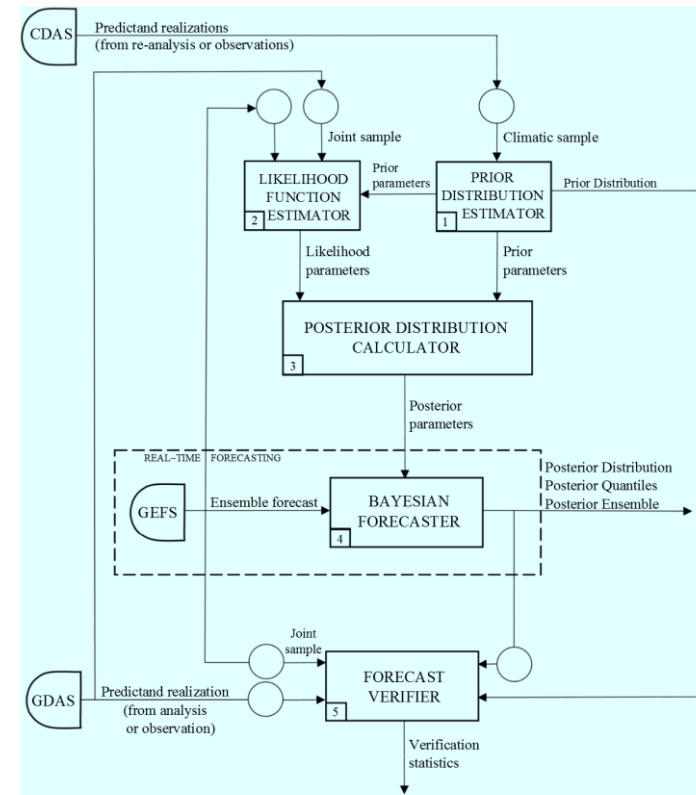 CDAS
Predictand realizations
(from re-analysis or observations)
Joint sample
Climatic sample
LIKELIHOOD
FUNCTION
ESTIMATOR
2
Prior
parameters
PRIOR
DISTRIBUTION
ESTIMATOR
1
Prior Distribution
Likelihood
parameters
Prior
parameters
POSTERIOR DISTRIBUTION
CALCULATOR
3
Posterior
parameters
REAL-TIME FORECASTING
GEFS
Ensemble forecast
BAYESIAN
FORECASTER
4
Posterior Distribution
Posterior Quantiles
Posterior Ensemble
Joint
sample
GDAS
Predictand realization
(from analysis
or observation)
FORECAST
VERIFIER
5
Verification
statistics